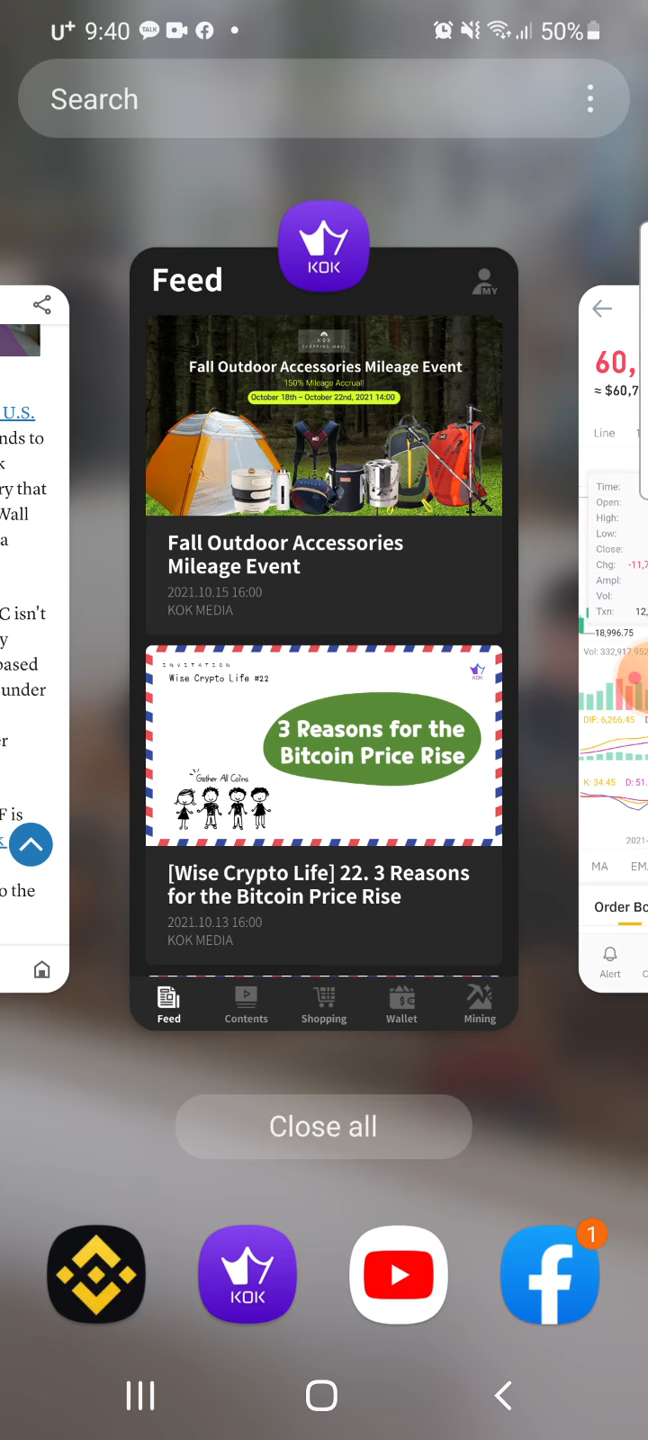 U+ 9:40 TALK 50%
Search
KOK
Feed
MY
Fall Outdoor Accessories Mileage Event
150% Mileage Accrual!
October 18th – October 22nd, 2021 14:00
Fall Outdoor Accessories
Mileage Event
2021.10.15 16:00
KOK MEDIA
INVITATION
Wise Crypto Life #22
KOK
3 Reasons for the
Bitcoin Price Rise
Gather All Coins
[Wise Crypto Life] 22. 3 Reasons
for the Bitcoin Price Rise
2021.10.13 16:00
KOK MEDIA
Feed
Contents
Shopping
Wallet
Mining
U.S.
nds to
k
ry that
Wall
a
C isn't
y
based
under
er
F is
k
o the
60,
≈ $60,7
Line
Time:
Open:
High:
Low:
Close:
Chg: -11,7
Ampl:
Vol:
Txn: 12,
18,996.75
Vol: 332,917.952
DIF: 6,266.45
K: 34.45 D: 51.
2021-
MA
EM
Order Bo
Alert
Close all
KOK
1